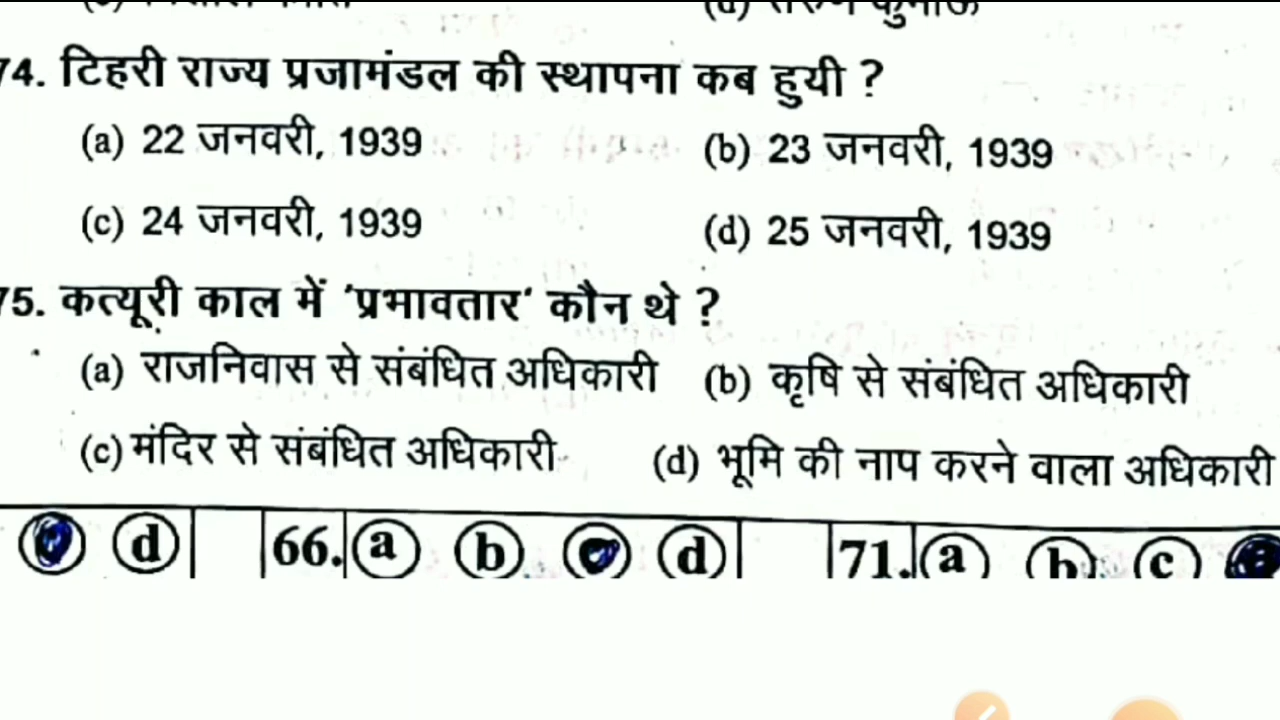 74. टिहरी राज्य प्रजामंडल की स्थापना कब हुयी ?
(a) 22 जनवरी, 1939 (b) 23 जनवरी, 1939
(c) 24 जनवरी, 1939 (d) 25 जनवरी, 1939
75. कत्यूरी काल में 'प्रभावतार' कौन थे ?
(a) राजनिवास से संबंधित अधिकारी (b) कृषि से संबंधित अधिकारी
(c) मंदिर से संबंधित अधिकारी (d) भूमि की नाप करने वाला अधिकारी
d 66. a b d 71. a b c